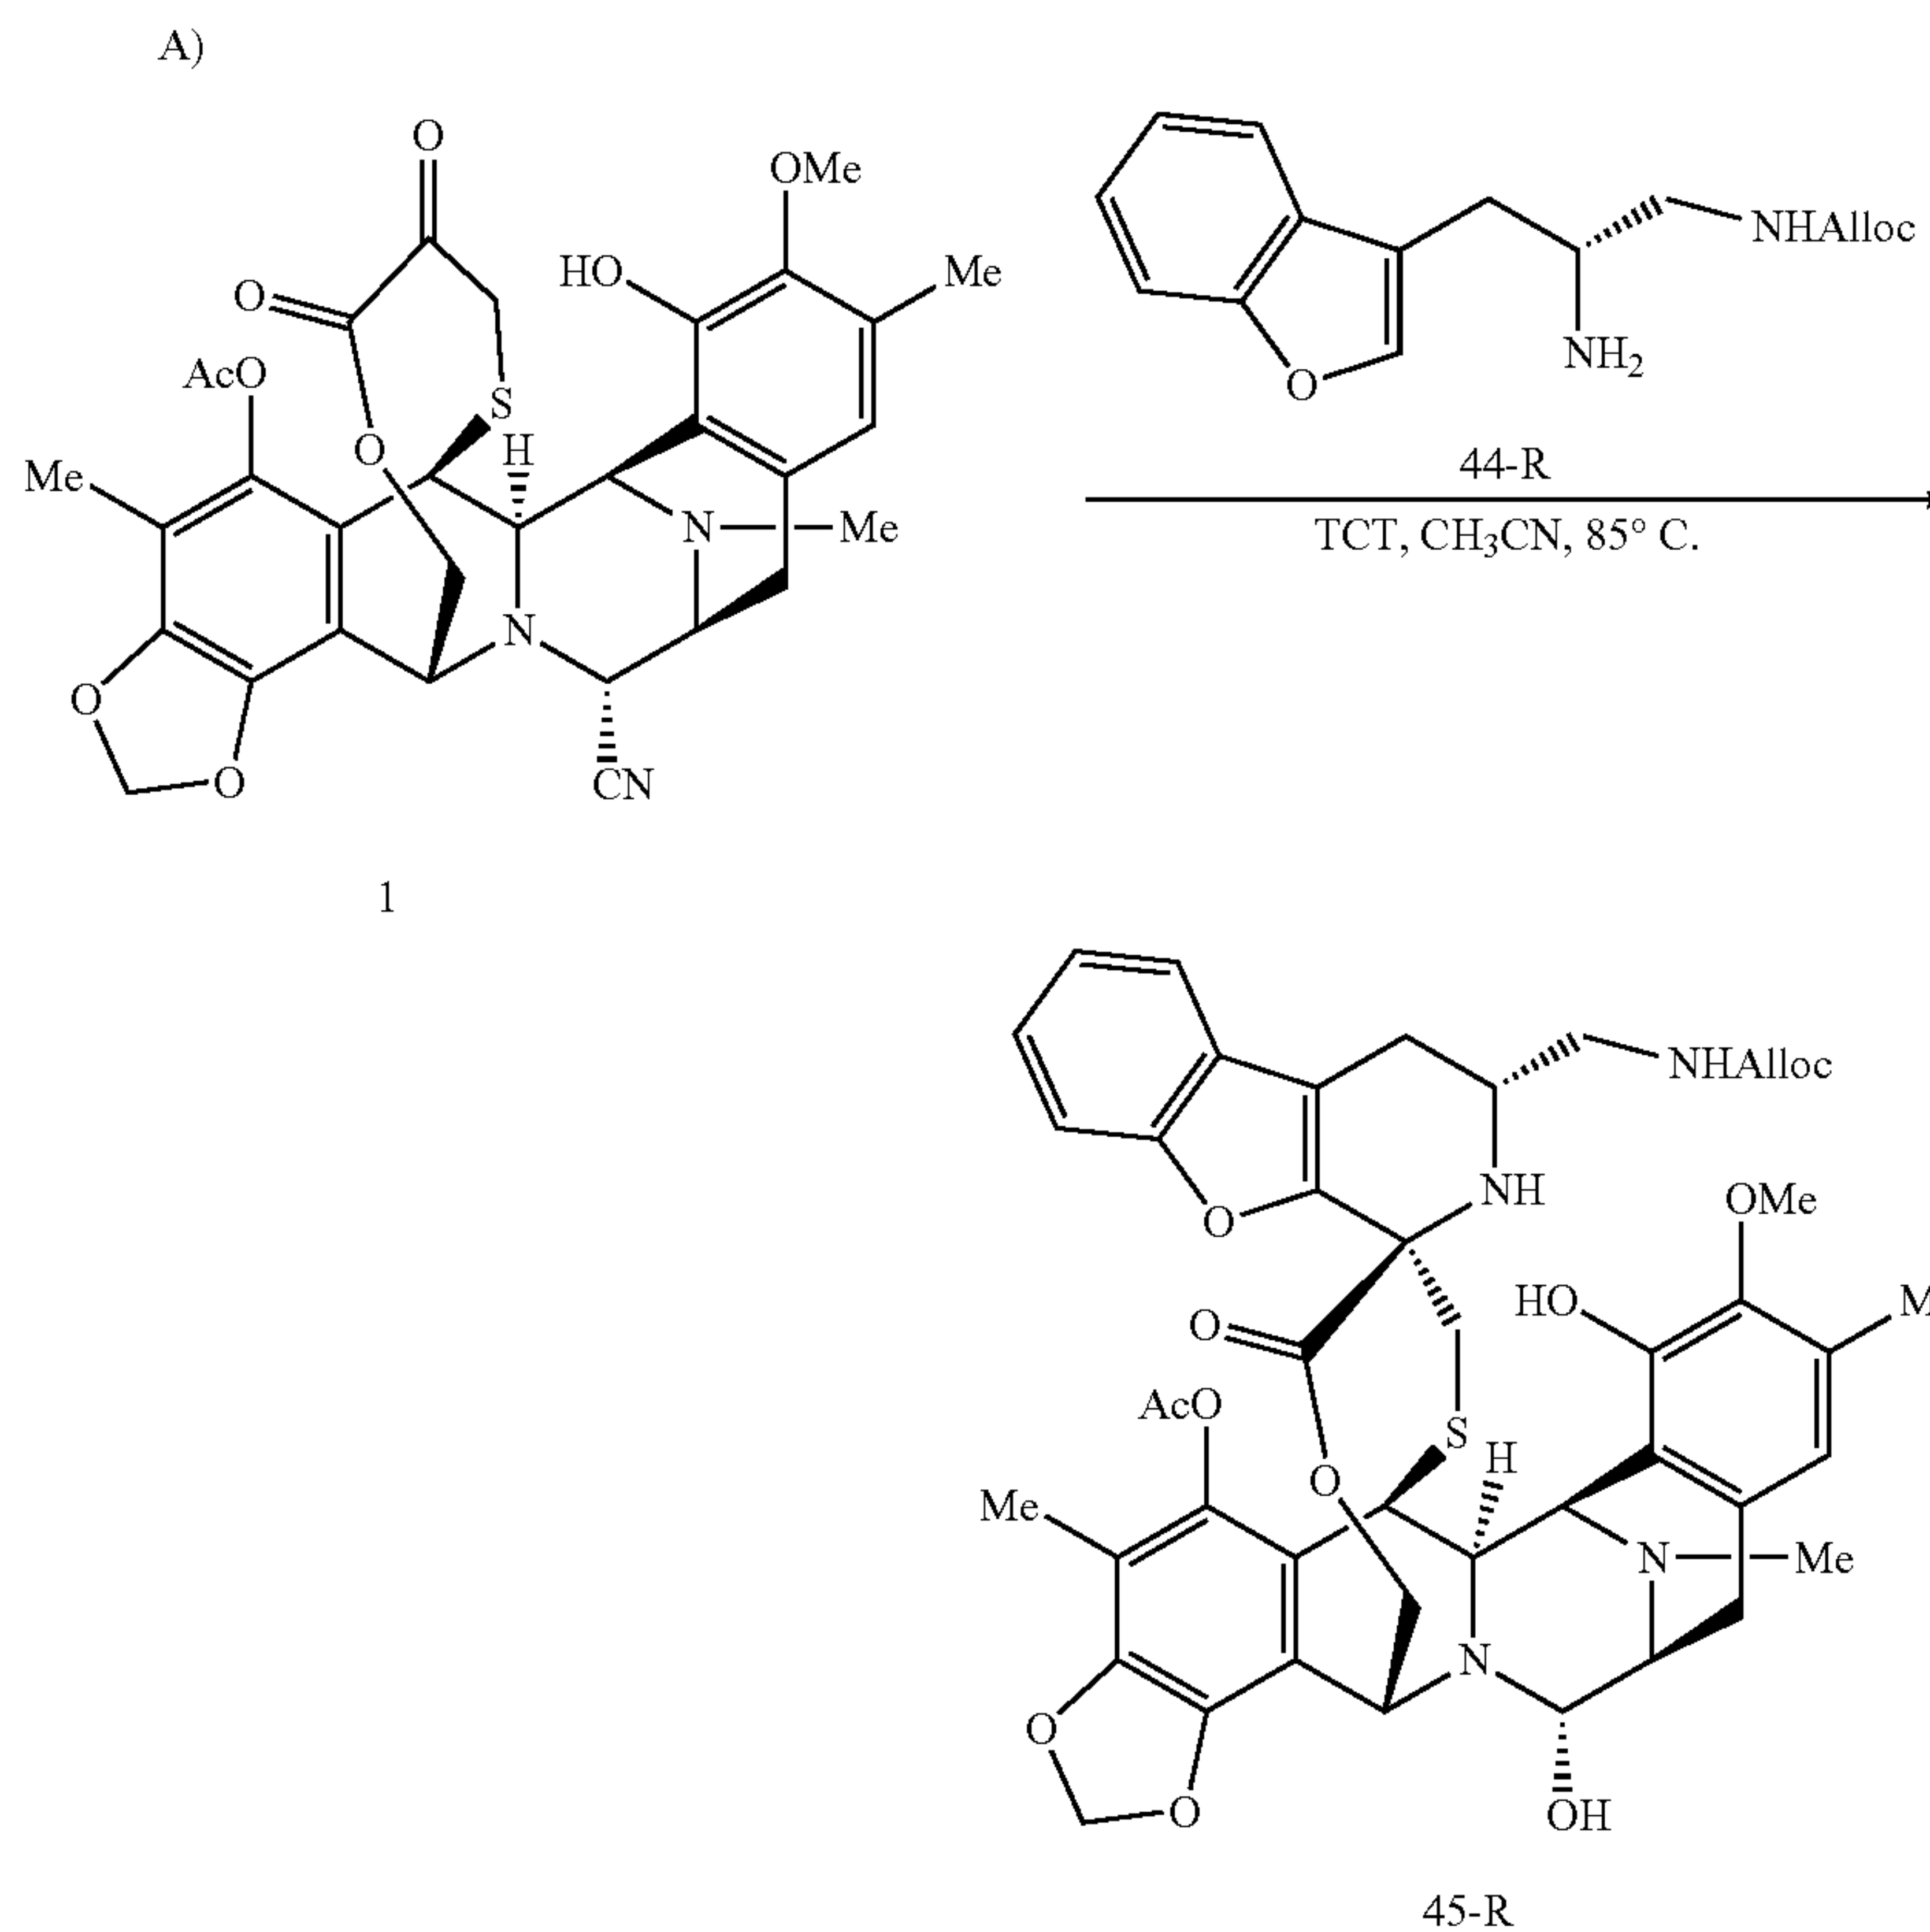 A)
O
OMe
HO
Me
O
NHAlloc
AcO
S
NH₂
O
H
O
Me
44-R
N
Me
TCT, CH₃CN, 85° C.
N
O
O
CN
1
NHAlloc
NH
OMe
O
HO
M
O
AcO
S
H
O
Me
N
Me
N
O
O
OH
45-R